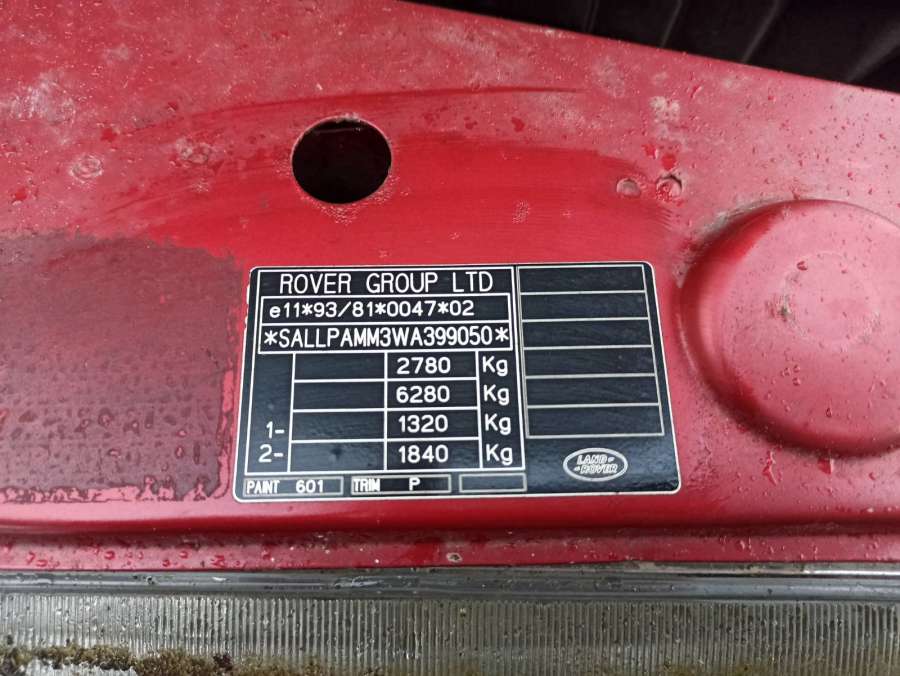 ROVER GROUP LTD
e11*93/81*0047*02
*SALLPAMM3WA399050*
2780 Kg
6280 Kg
1- 1320 Kg
2- 1840 Kg
PAINT 601 TRIM P
LAND-
-ROVER